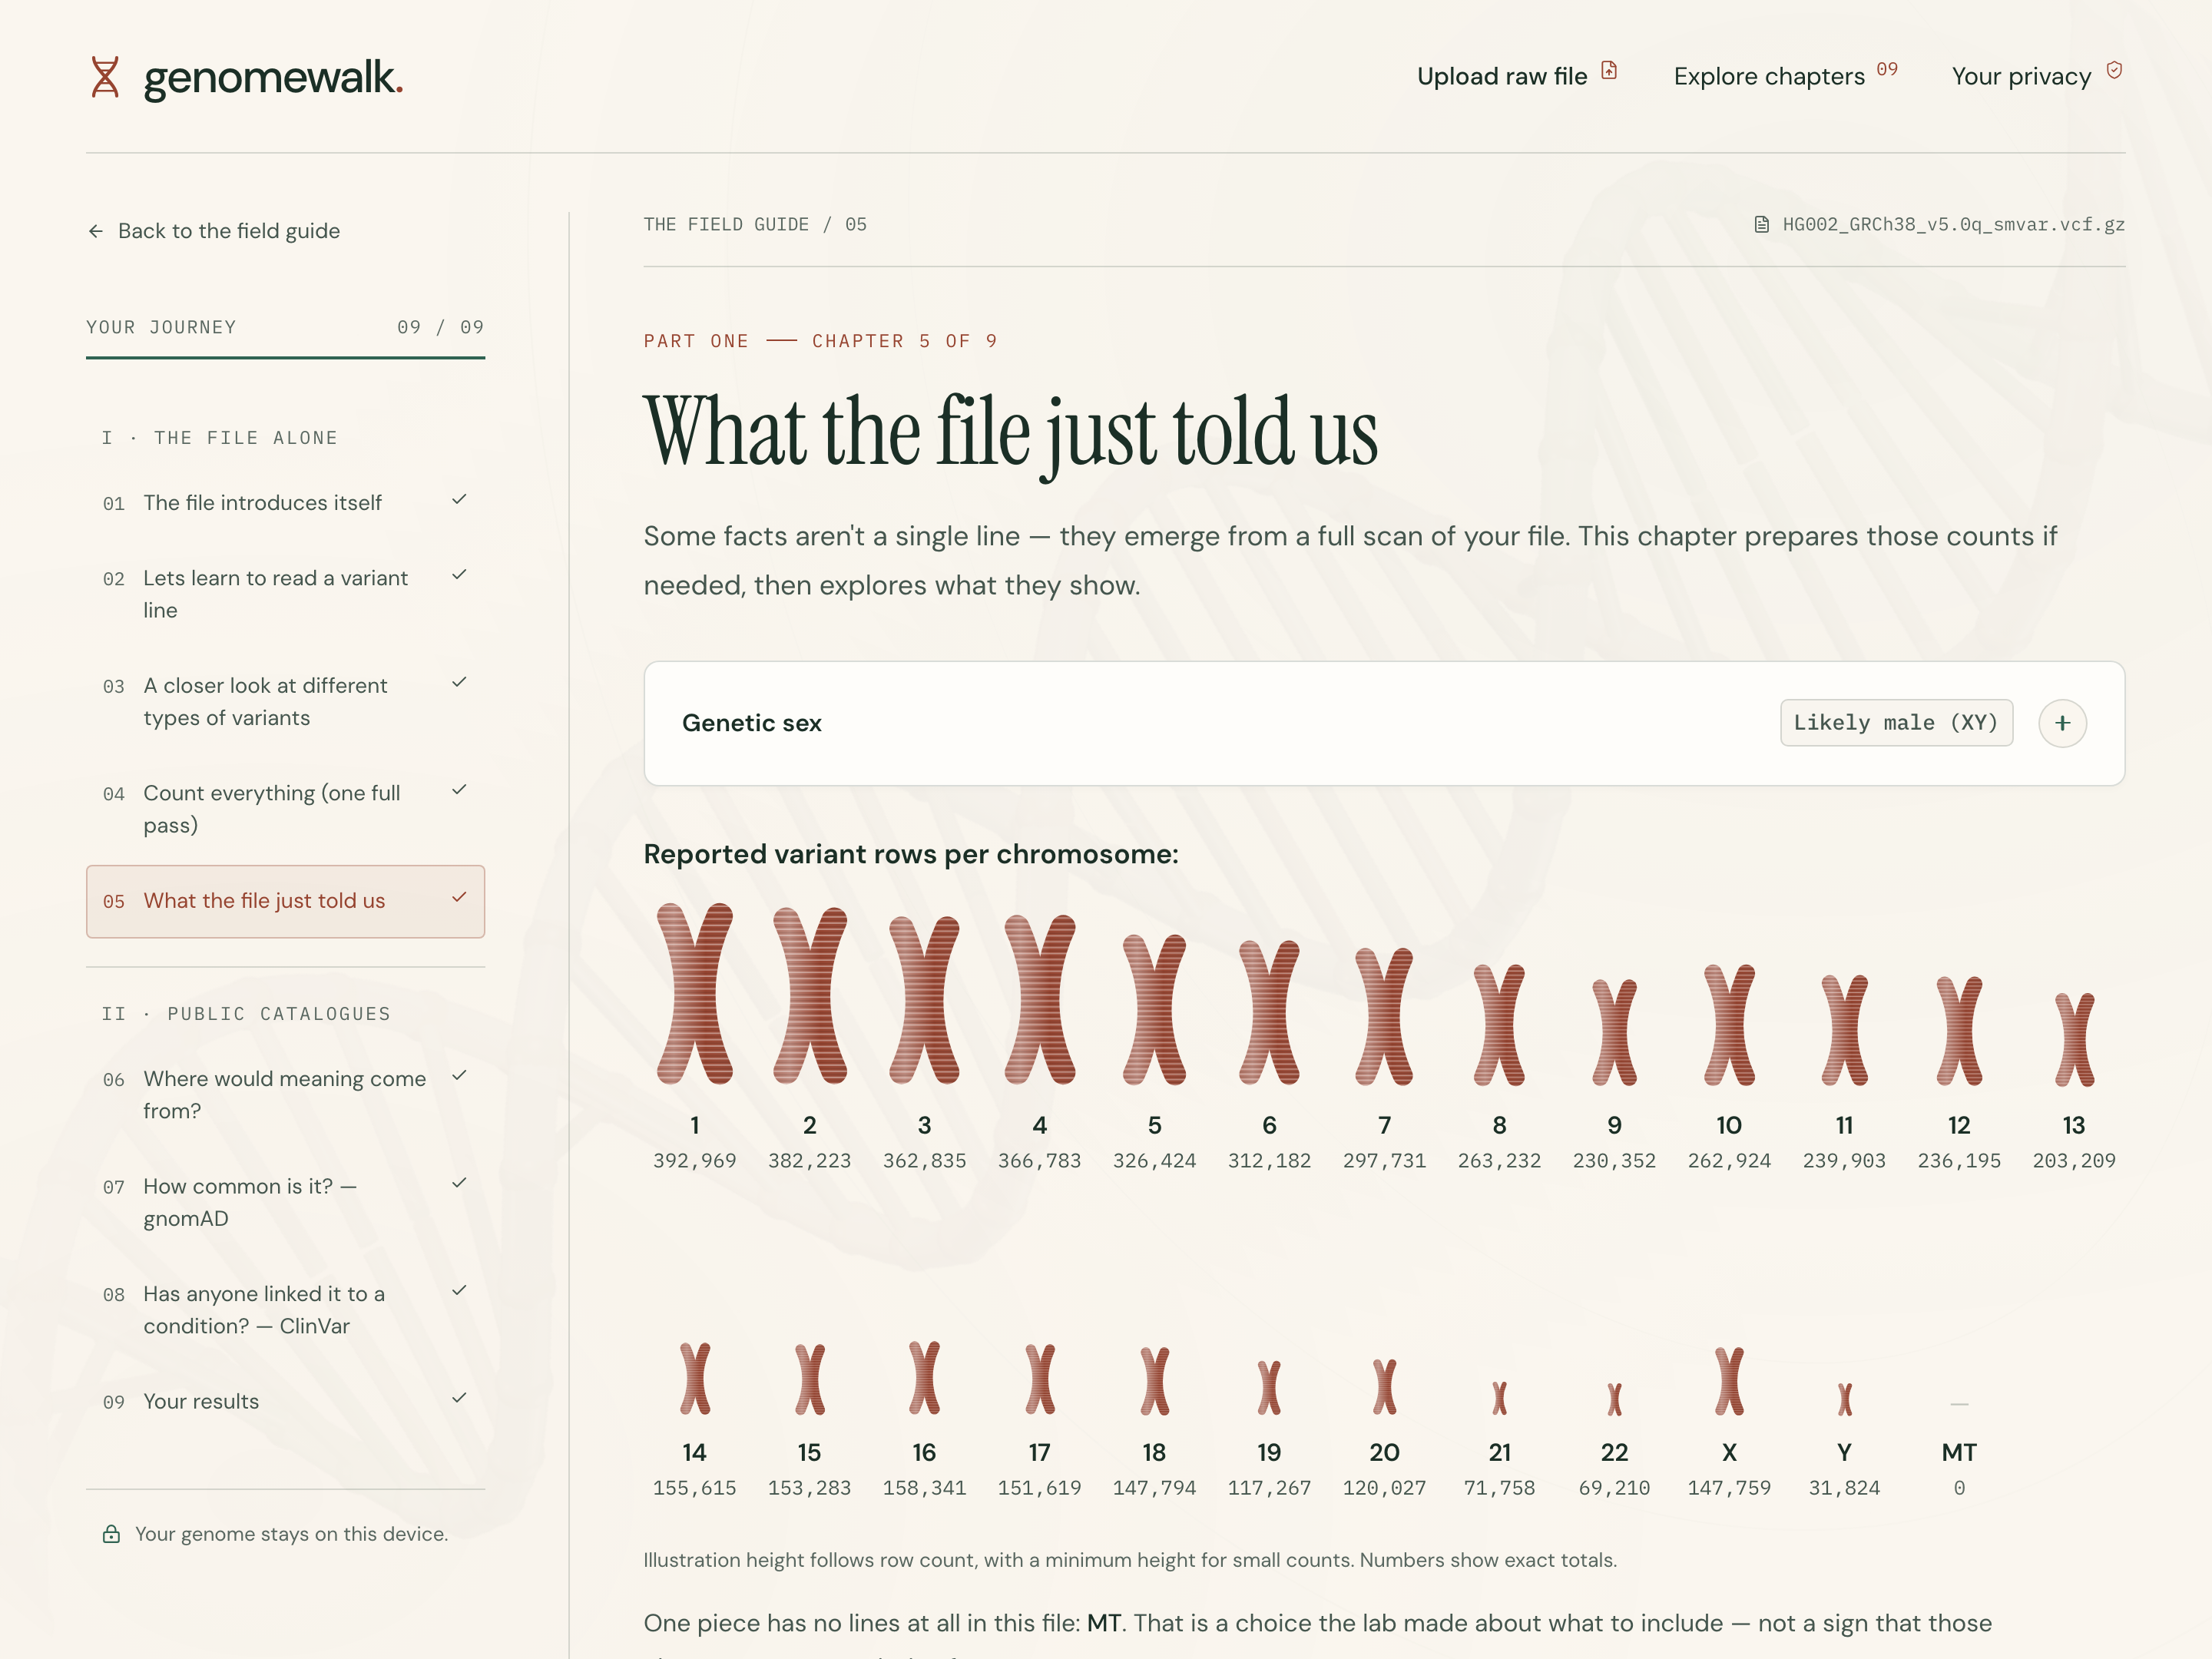 genomewalk.
Upload raw file
Explore chapters 09
Your privacy
Back to the field guide
YOUR JOURNEY 09 / 09
I · THE FILE ALONE
01 The file introduces itself
02 Lets learn to read a variant
line
03 A closer look at different
types of variants
04 Count everything (one full
pass)
05 What the file just told us
II · PUBLIC CATALOGUES
06 Where would meaning come
from?
07 How common is it? —
gnomAD
08 Has anyone linked it to a
condition? — ClinVar
09 Your results
Your genome stays on this device.
THE FIELD GUIDE / 05
HG002_GRCh38_v5.0q_smvar.vcf.gz
PART ONE — CHAPTER 5 OF 9
What the file just told us
Some facts aren't a single line — they emerge from a full scan of your file. This chapter prepares those counts if
needed, then explores what they show.
Genetic sex
Likely male (XY)
Reported variant rows per chromosome:
1 2 3 4 5 6 7 8 9 10 11 12 13
392,969 382,223 362,835 366,783 326,424 312,182 297,731 263,232 230,352 262,924 239,903 236,195 203,209
14 15 16 17 18 19 20 21 22 X Y MT
155,615 153,283 158,341 151,619 147,794 117,267 120,027 71,758 69,210 147,759 31,824 0
Illustration height follows row count, with a minimum height for small counts. Numbers show exact totals.
One piece has no lines at all in this file: MT. That is a choice the lab made about what to include — not a sign that those